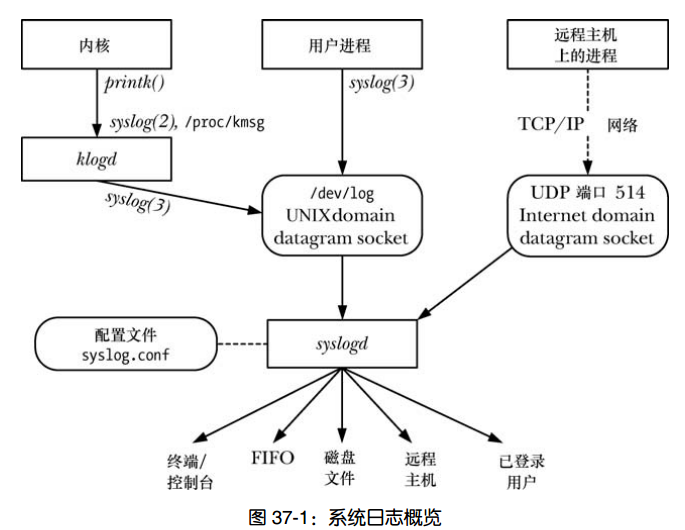 内核
用户进程
远程主机
上的进程
printk()
syslog(3)
syslog(2), /proc/kmsg
TCP/IP 网络
klogd
syslog(3)
/dev/log
UNIX domain
datagram socket
UDP 端口 514
Internet domain
datagram socket
配置文件
syslog.conf
syslogd
终端/
控制台
FIFO
磁盘
文件
远程
主机
已登录
用户
图 37-1：系统日志概览